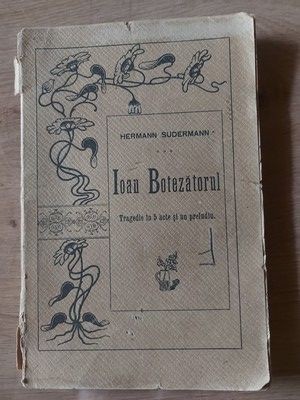 HERMANN SUDERMANN
Ioan Botezătorul
Tragedie în 5 acte și un preludiu.